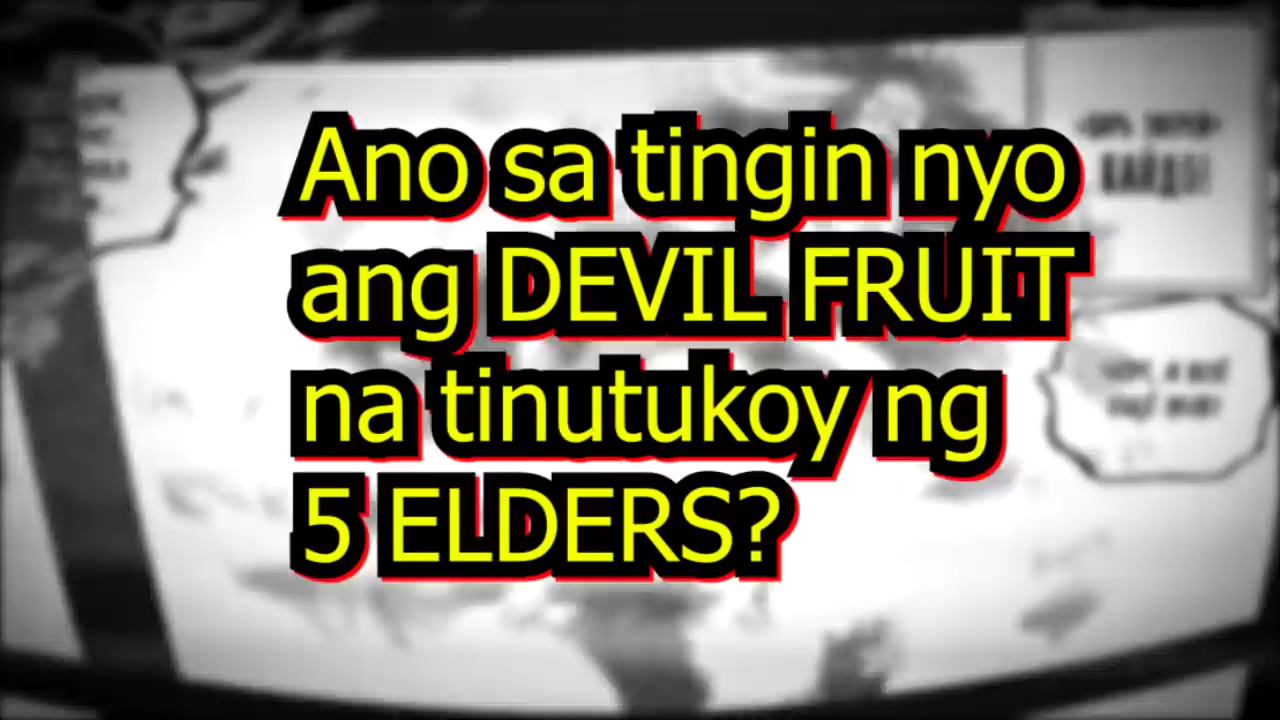 Ano sa tingin nyo
ang DEVIL FRUIT
na tinutukoy ng
5 ELDERS?